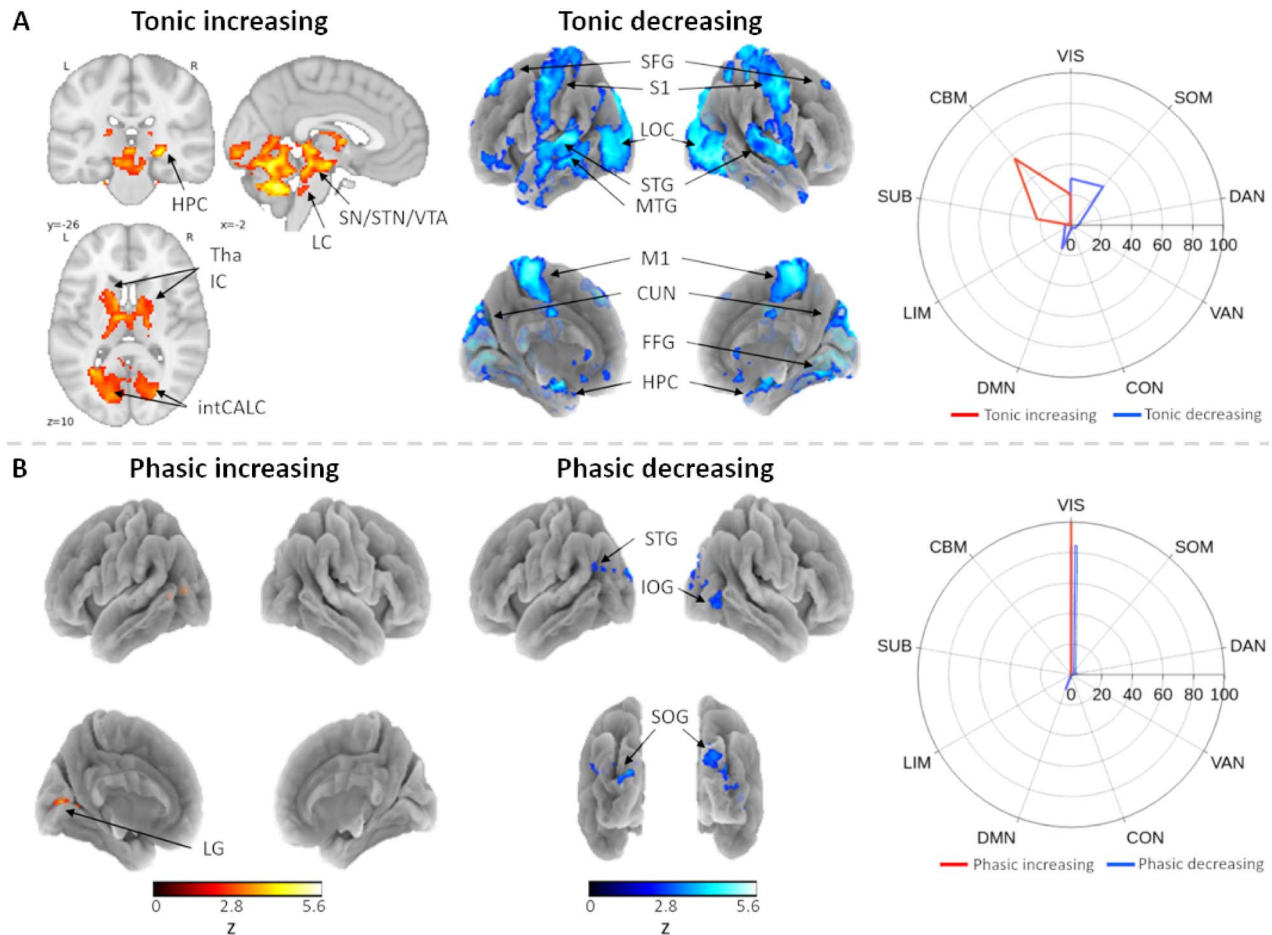 A
Tonic increasing
Tonic decreasing
L
R
HPC
SN/STN/VTA
LC
y=-26
x=-2
L
R
Tha
IC
intCALC
z=10
SFG
S1
LOC
STG
MTG
M1
CUN
FFG
HPC
VIS
SOM
DAN
VAN
CON
DMN
LIM
SUB
CBM
0 20 40 60 80 100
Tonic increasing
Tonic decreasing
B
Phasic increasing
Phasic decreasing
LG
STG
IOG
SOG
VIS
SOM
DAN
VAN
CON
DMN
LIM
SUB
CBM
0 20 40 60 80 100
Phasic increasing
Phasic decreasing
0 2.8 5.6
z
0 2.8 5.6
z